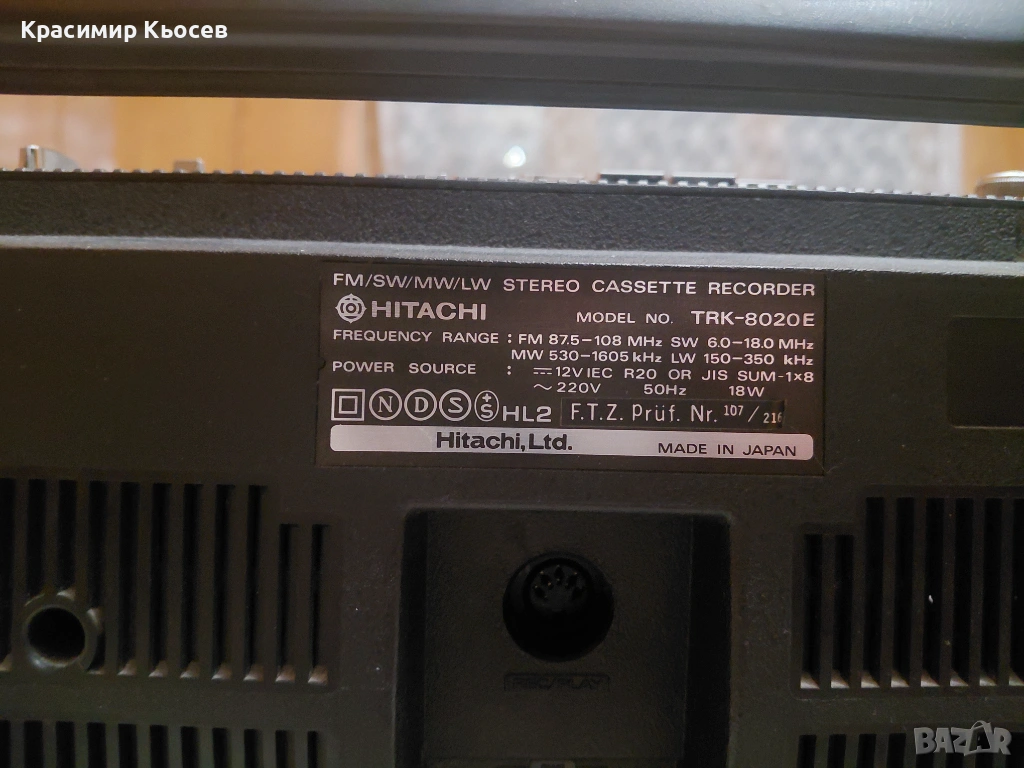 Красимир Кьосев
FM/SW/MW/LW STEREO CASSETTE RECORDER
HITACHI MODEL NO. TRK-8020E
FREQUENCY RANGE : FM 87.5-108 MHz SW 6.0-18.0 MHz
MW 530-1605 kHz LW 150-350 kHz
POWER SOURCE : 12V IEC R20 OR JIS SUM-1×8
~ 220V 50Hz 18W
N D S S HL2 F.T.Z. Prüf. Nr. 107/216
Hitachi, Ltd. MADE IN JAPAN
REC/PLAY
BAZAR